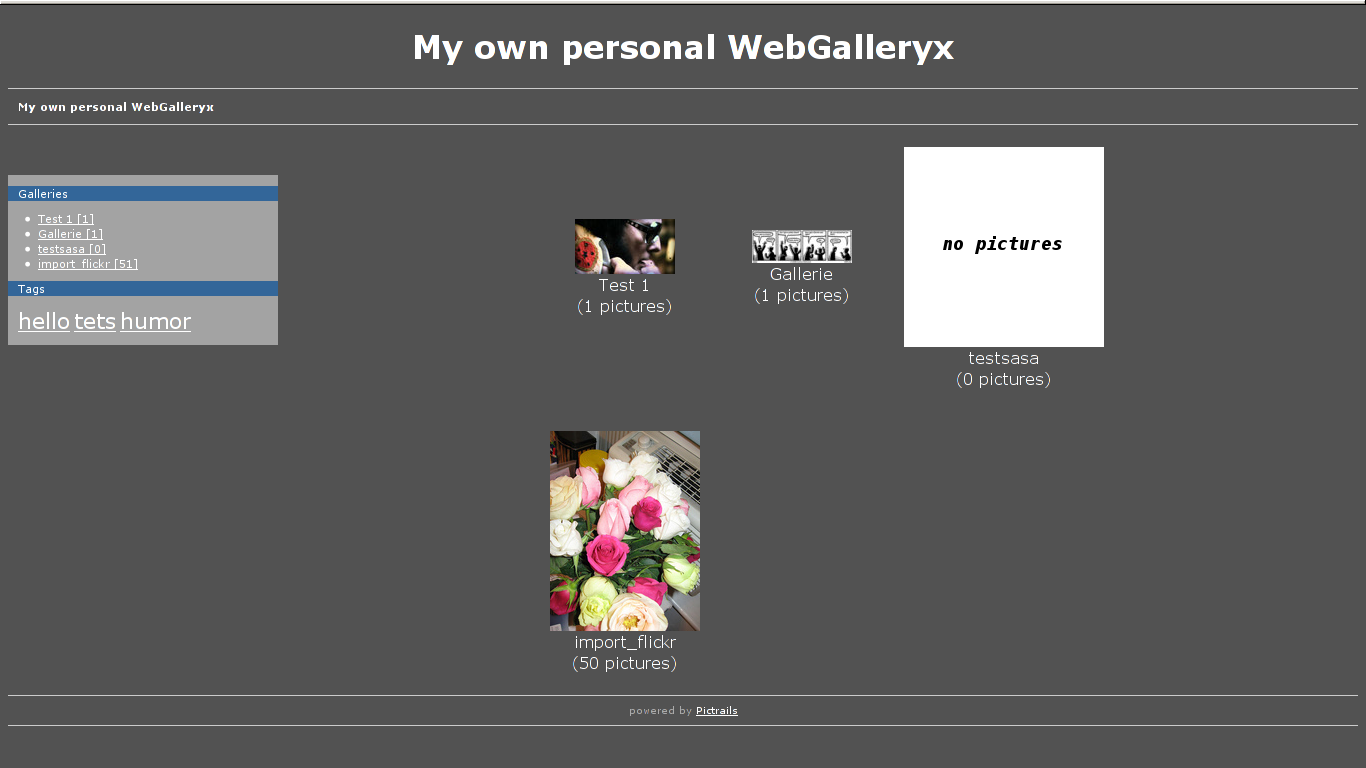 My own personal WebGalleryx
My own personal WebGalleryx
Galleries
Test 1 [1]
Gallerie [1]
testsasa [0]
import_flickr [51]
Tags
hello tets humor
Test 1
(1 pictures)
Gallerie
(1 pictures)
no pictures
testsasa
(0 pictures)
import_flickr
(50 pictures)
powered by Pictrails